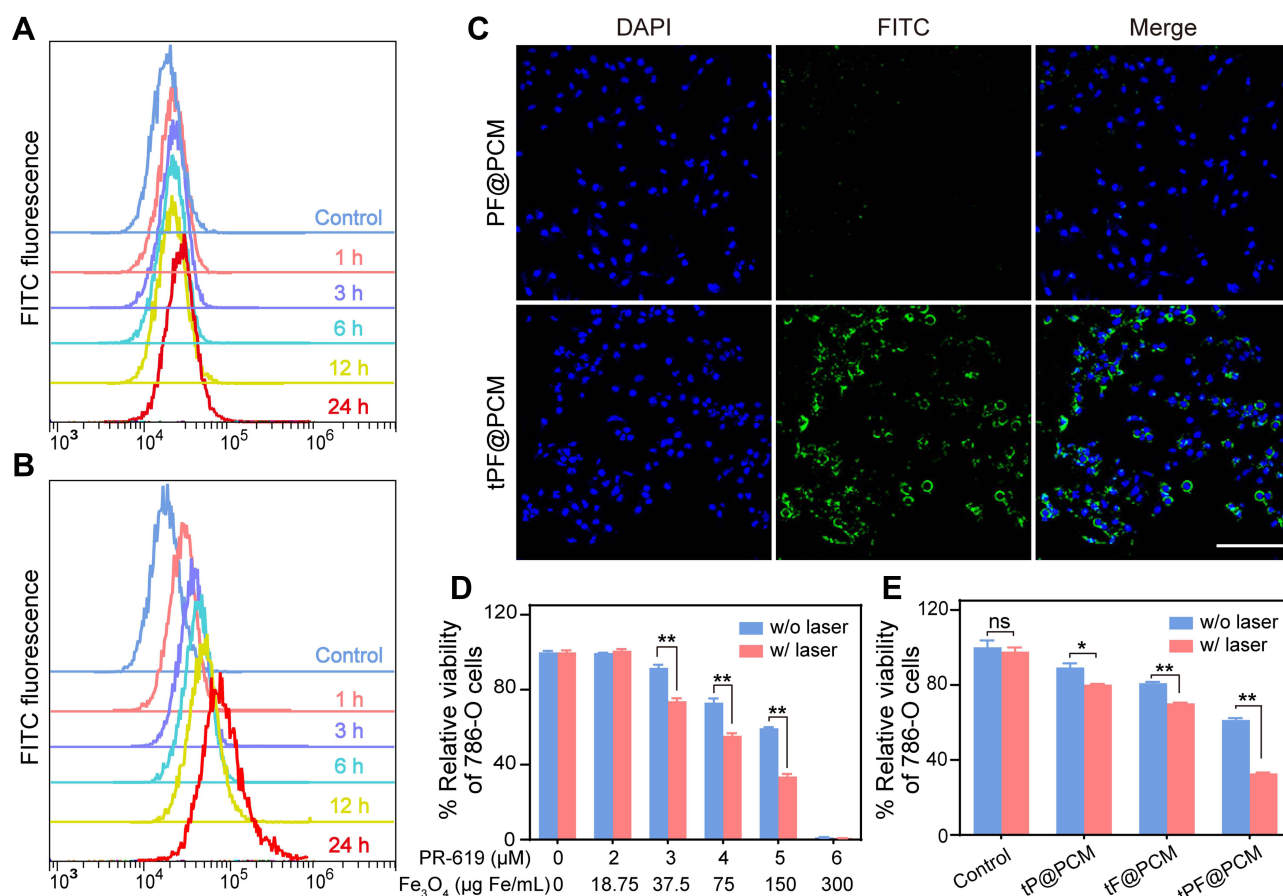 A
FITC fluorescence
Control
1 h
3 h
6 h
12 h
24 h
10³ 10⁴ 10⁵ 10⁶
B
FITC fluorescence
Control
1 h
3 h
6 h
12 h
24 h
10³ 10⁴ 10⁵ 10⁶
C
DAPI FITC Merge
PF@PCM
tPF@PCM
D
% Relative viability
of 786-O cells
120
80
40
0
w/o laser
w/ laser
** ** **
PR-619 (μM) 0 2 3 4 5 6
Fe₃O₄ (μg Fe/mL) 0 18.75 37.5 75 150 300
E
% Relative viability
of 786-O cells
120
80
40
0
w/o laser
w/ laser
ns * ** **
Control tP@PCM tF@PCM tPF@PCM